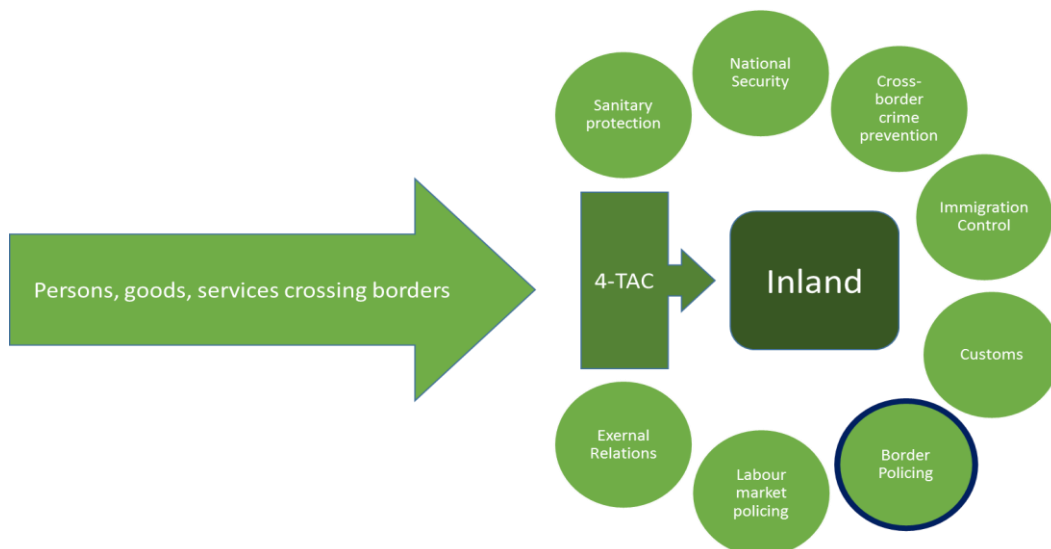 National
Security
Cross-
border
crime
prevention
Sanitary
protection
Immigration
Control
Persons, goods, services crossing borders
4-TAC
Inland
Customs
Exernal
Relations
Border
Policing
Labour
market
policing